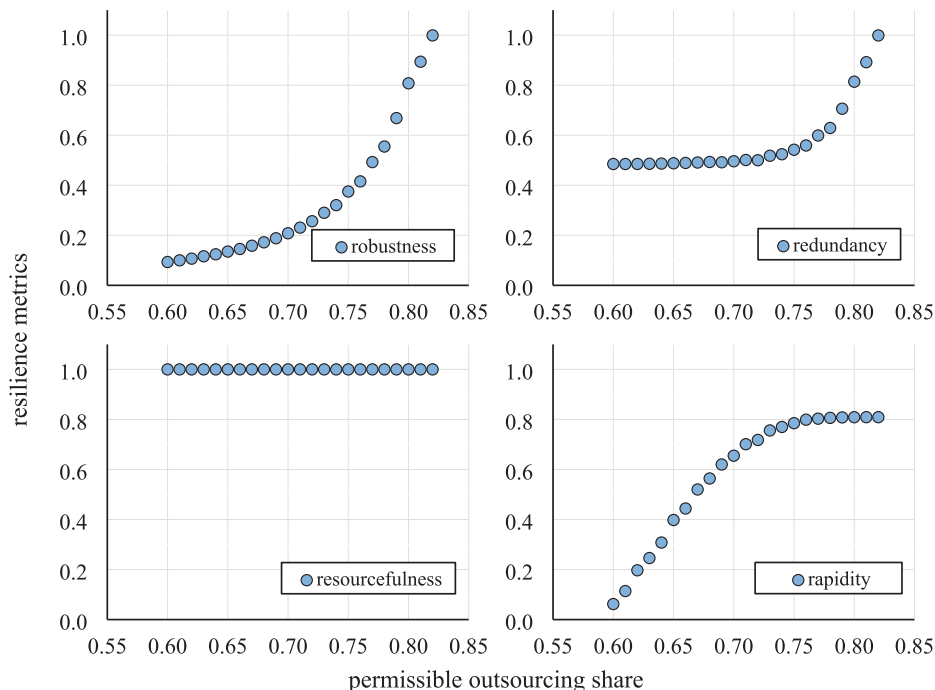 1.0 1.0
0.8 0.8
0.6 0.6
0.4 0.4
0.2 robustness 0.2 redundancy
0.0 0.0
0.55 0.60 0.65 0.70 0.75 0.80 0.85 0.55 0.60 0.65 0.70 0.75 0.80 0.85
resilience metrics
1.0 1.0
0.8 0.8
0.6 0.6
0.4 0.4
0.2 resourcefulness 0.2 rapidity
0.0 0.0
0.55 0.60 0.65 0.70 0.75 0.80 0.85 0.55 0.60 0.65 0.70 0.75 0.80 0.85
permissible outsourcing share